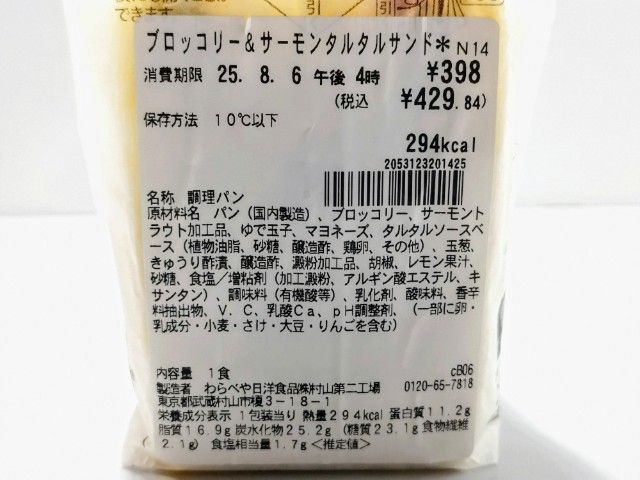 できます
引
引
ブロッコリー&サーモンタルタルサンド* N14
消費期限 25. 8. 6 午後 4時 ¥398
(税込 ¥429.84)
保存方法 10℃以下
294kcal
2053123201425
名称 調理パン
原材料名 パン(国内製造)、ブロッコリー、サーモント
ラウト加工品、ゆで玉子、マヨネーズ、タルタルソースベ
ース(植物油脂、砂糖、醸造酢、鶏卵、その他)、玉葱、
きゅうり酢漬、醸造酢、澱粉加工品、胡椒、レモン果汁、
砂糖、食塩/増粘剤(加工澱粉、アルギン酸エステル、キ
サンタン)、調味料(有機酸等)、乳化剤、酸味料、香辛
料抽出物、V.C、乳酸Ca、pH調整剤、(一部に卵・
乳成分・小麦・さけ・大豆・りんごを含む)
内容量 1食 cB06
製造者 わらべや日洋食品㈱村山第二工場 0120-65-7818
東京都武蔵村山市榎3-18-1
栄養成分表示 1包装当り 熱量294kcal 蛋白質11.2g
脂質16.9g 炭水化物25.2g (糖質23.1g 食物繊維
2.1g) 食塩相当量1.7g <推定値>